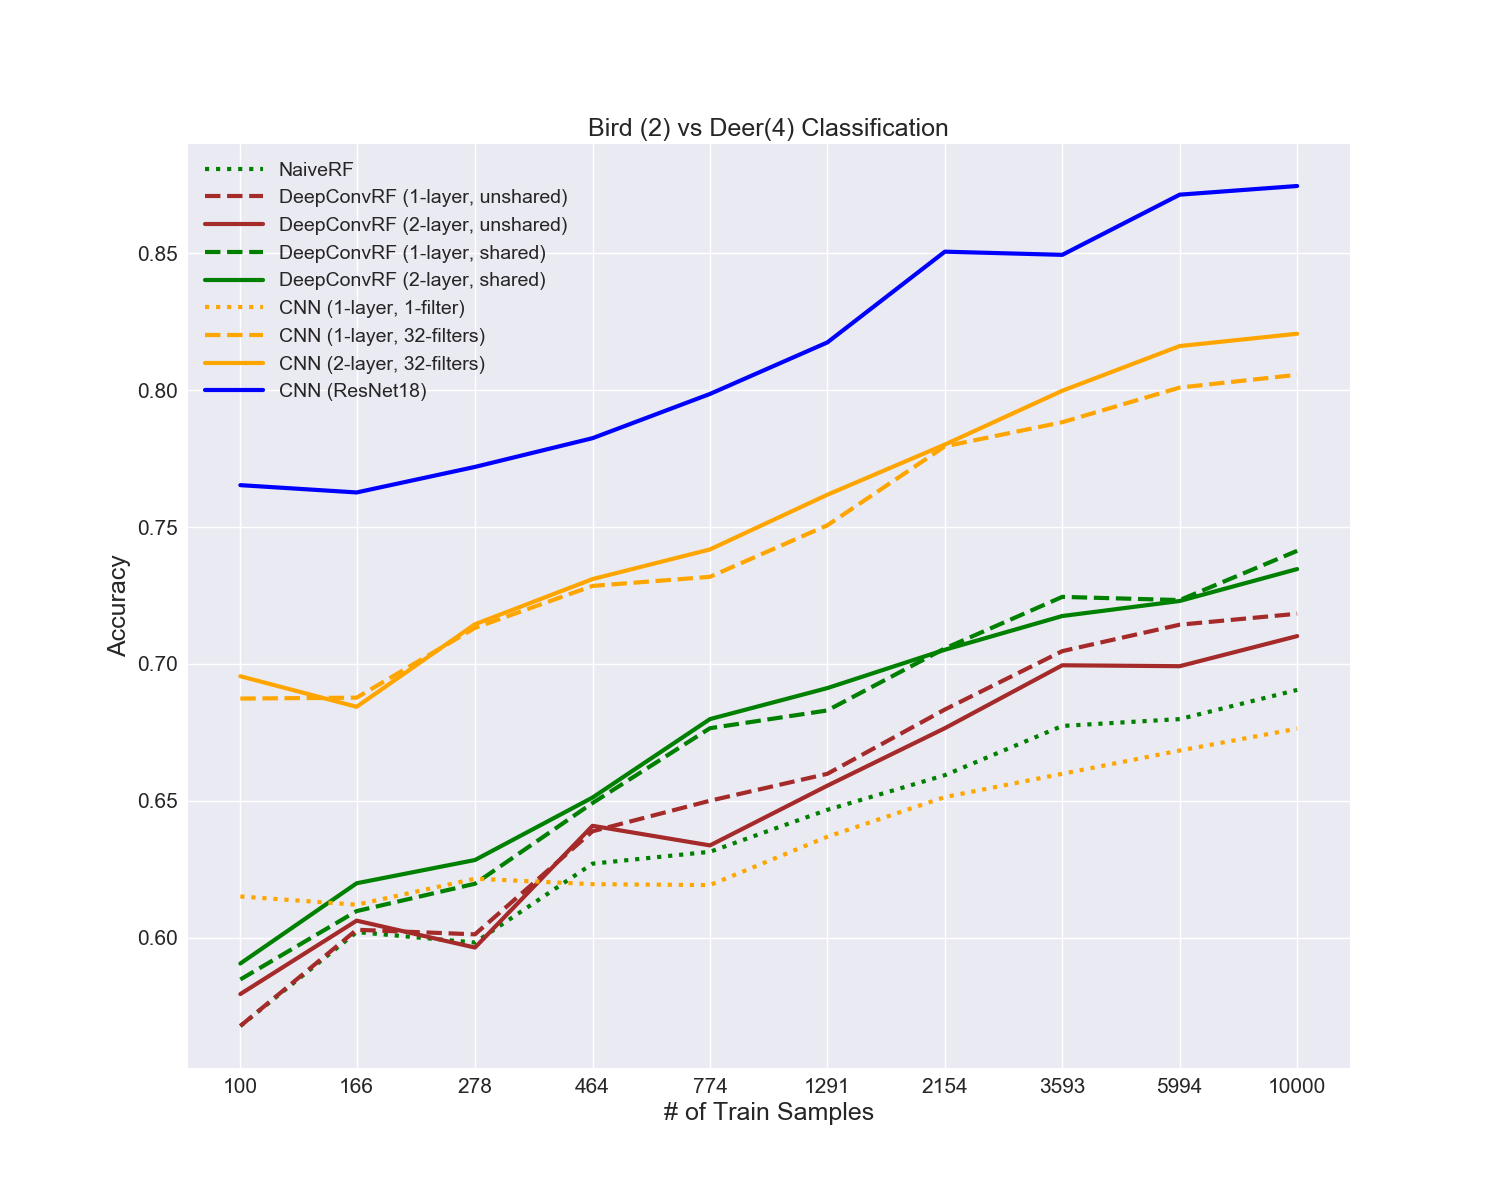 Bird (2) vs Deer(4) Classification
NaiveRF
DeepConvRF (1-layer, unshared)
DeepConvRF (2-layer, unshared)
DeepConvRF (1-layer, shared)
DeepConvRF (2-layer, shared)
CNN (1-layer, 1-filter)
CNN (1-layer, 32-filters)
CNN (2-layer, 32-filters)
CNN (ResNet18)
0.85
0.80
0.75
0.70
0.65
0.60
Accuracy
100 166 278 464 774 1291 2154 3593 5994 10000
# of Train Samples